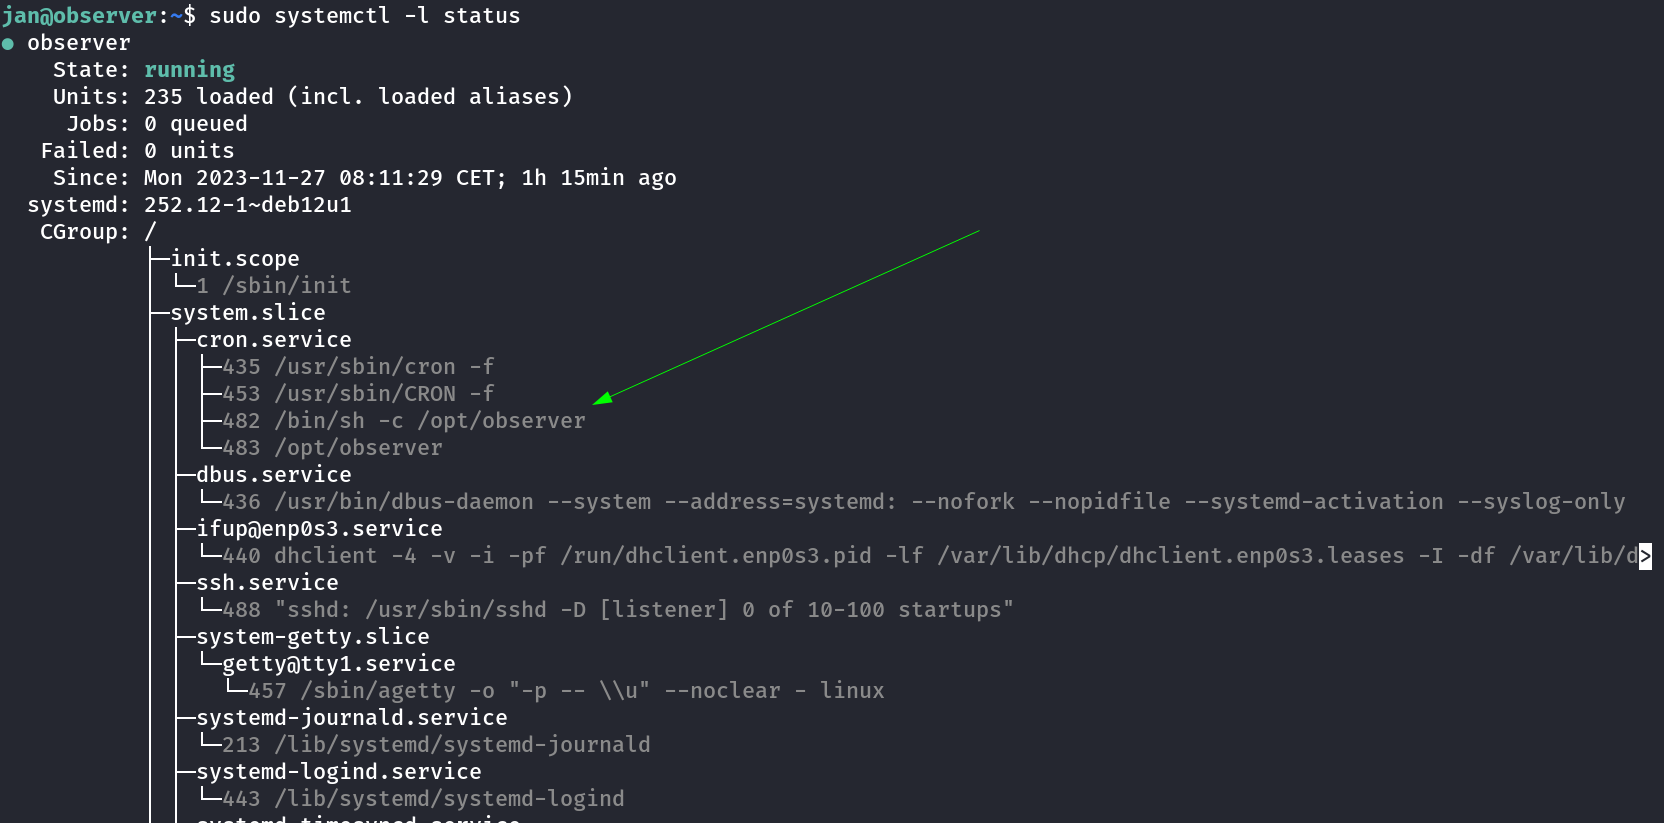 jan@observer:~$ sudo systemctl -l status
● observer
State: running
Units: 235 loaded (incl. loaded aliases)
Jobs: 0 queued
Failed: 0 units
Since: Mon 2023-11-27 08:11:29 CET; 1h 15min ago
systemd: 252.12-1~deb12u1
CGroup: /
├─init.scope
│ └─1 /sbin/init
├─system.slice
│ ├─cron.service
│ │ ├─435 /usr/sbin/cron -f
│ │ ├─453 /usr/sbin/CRON -f
│ │ ├─482 /bin/sh -c /opt/observer
│ │ └─483 /opt/observer
│ ├─dbus.service
│ │ └─436 /usr/bin/dbus-daemon --system --address=systemd: --nofork --nopidfile --systemd-activation --syslog-only
│ ├─ifup@enp0s3.service
│ │ └─440 dhclient -4 -v -i -pf /run/dhclient.enp0s3.pid -lf /var/lib/dhcp/dhclient.enp0s3.leases -I -df /var/lib/d>
│ ├─ssh.service
│ │ └─488 "sshd: /usr/sbin/sshd -D [listener] 0 of 10-100 startups"
│ ├─system-getty.slice
│ │ └─getty@tty1.service
│ │   └─457 /sbin/agetty -o "-p -- \\u" --noclear - linux
│ ├─systemd-journald.service
│ │ └─213 /lib/systemd/systemd-journald
│ ├─systemd-logind.service
│ │ └─443 /lib/systemd/systemd-logind
│ ├─systemd-timesyncd.service